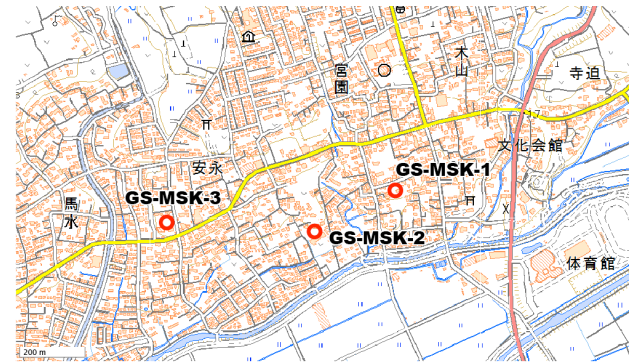 宮園
木山
寺迫
17
文化会館
安永
GS-MSK-1
GS-MSK-3
馬水
GS-MSK-2
体育館
200 m